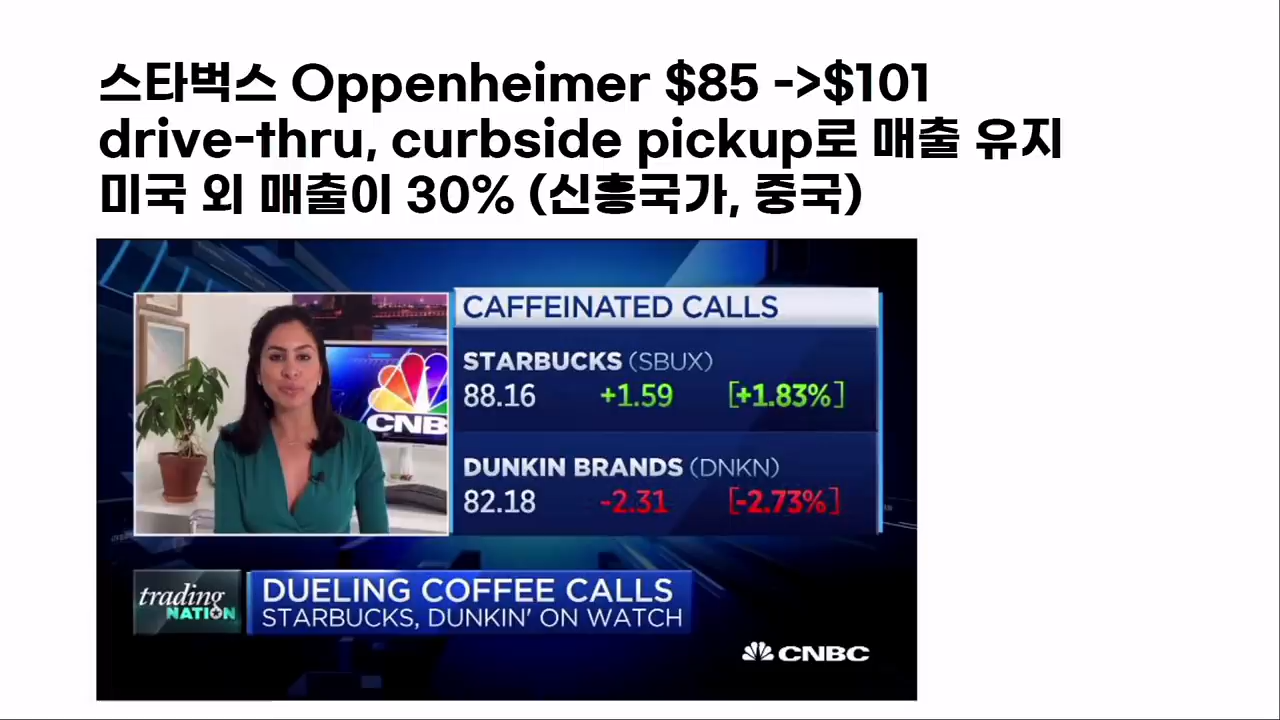 스타벅스 Oppenheimer $85 ->$101
drive-thru, curbside pickup로 매출 유지
미국 외 매출이 30% (신흥국가, 중국)
CNB
CAFFEINATED CALLS
STARBUCKS (SBUX)
88.16 +1.59 [+1.83%]
DUNKIN BRANDS (DNKN)
82.18 -2.31 [-2.73%]
trading NATION
DUELING COFFEE CALLS
STARBUCKS, DUNKIN' ON WATCH
CNBC